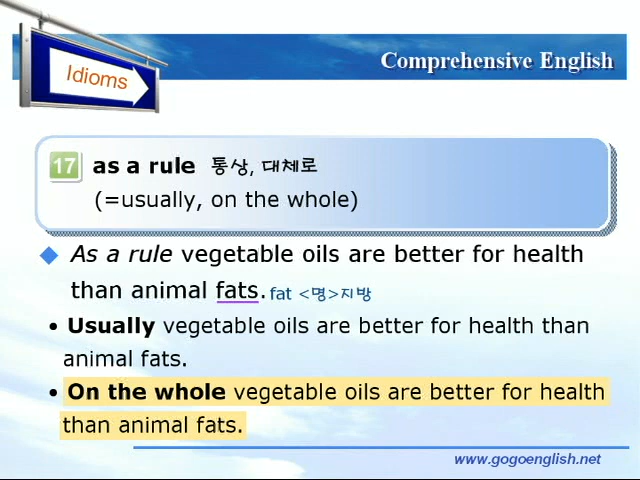 Idioms
Comprehensive English
17 as a rule 통상, 대체로
(=usually, on the whole)
As a rule vegetable oils are better for health
than animal fats. fat <명>지방
• Usually vegetable oils are better for health than
animal fats.
• On the whole vegetable oils are better for health
than animal fats.
www.gogoenglish.net